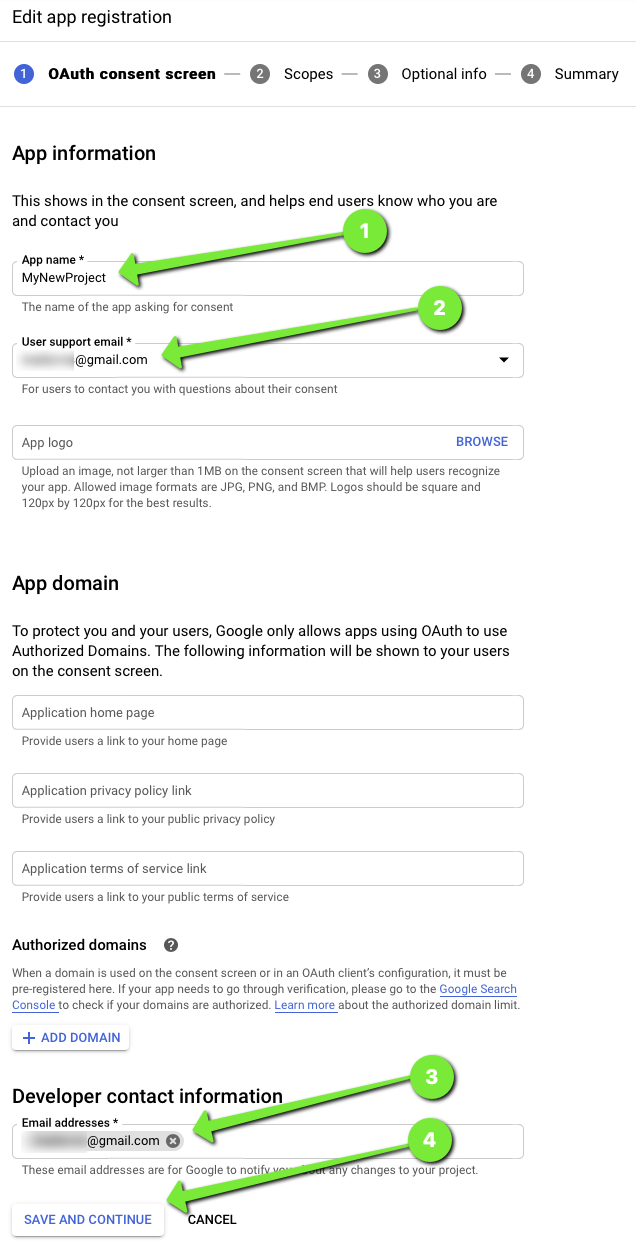 Edit app registration
1 OAuth consent screen — 2 Scopes — 3 Optional info — 4 Summary
App information
This shows in the consent screen, and helps end users know who you are
and contact you
1
App name *
MyNewProject
The name of the app asking for consent
2
User support email *
@gmail.com
For users to contact you with questions about their consent
App logo BROWSE
Upload an image, not larger than 1MB on the consent screen that will help users recognize
your app. Allowed image formats are JPG, PNG, and BMP. Logos should be square and
120px by 120px for the best results.
App domain
To protect you and your users, Google only allows apps using OAuth to use
Authorized Domains. The following information will be shown to your users
on the consent screen.
Application home page
Provide users a link to your home page
Application privacy policy link
Provide users a link to your public privacy policy
Application terms of service link
Provide users a link to your public terms of service
Authorized domains ?
When a domain is used on the consent screen or in an OAuth client's configuration, it must be
pre-registered here. If your app needs to go through verification, please go to the Google Search
Console to check if your domains are authorized. Learn more about the authorized domain limit.
+ ADD DOMAIN
3
Developer contact information
Email addresses *
@gmail.com
4
These email addresses are for Google to notify you about any changes to your project.
SAVE AND CONTINUE CANCEL